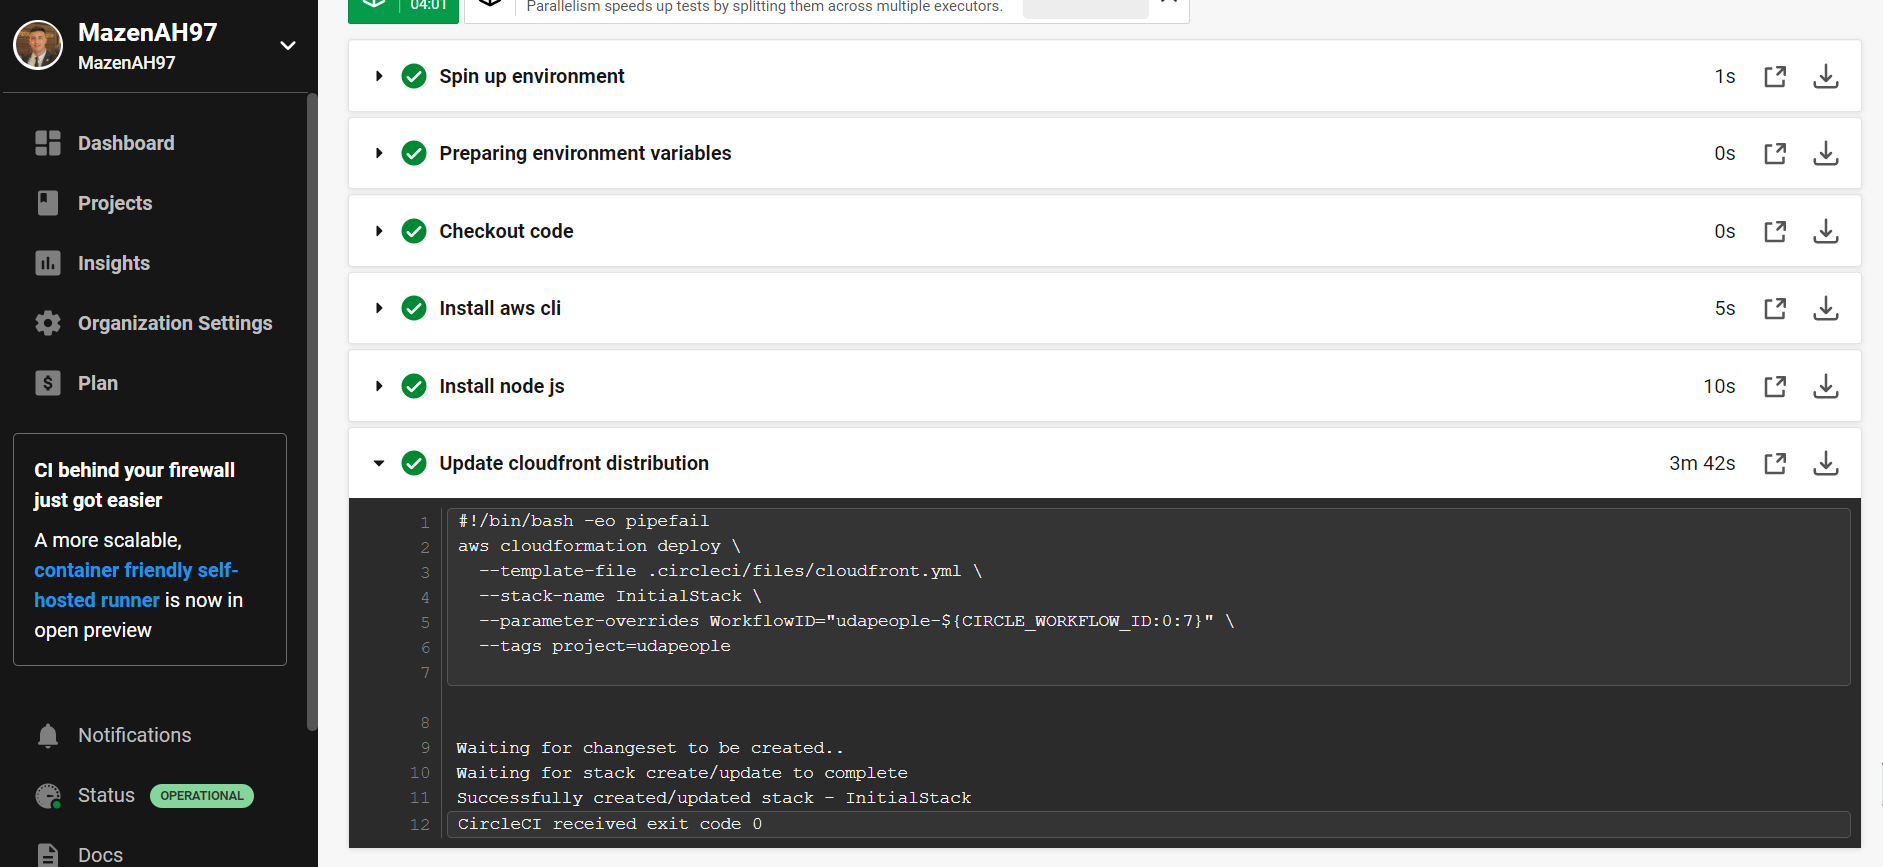 MazenAH97
MazenAH97
Dashboard
Projects
Insights
Organization Settings
Plan
CI behind your firewall
just got easier
A more scalable,
container friendly self-
hosted runner is now in
open preview
Notifications
Status OPERATIONAL
Docs
04:01
Parallelism speeds up tests by splitting them across multiple executors.
Spin up environment 1s
Preparing environment variables 0s
Checkout code 0s
Install aws cli 5s
Install node js 10s
Update cloudfront distribution 3m 42s
1 #!/bin/bash -eo pipefail
2 aws cloudformation deploy \
3 --template-file .circleci/files/cloudfront.yml \
4 --stack-name InitialStack \
5 --parameter-overrides WorkflowID="udapeople-${CIRCLE_WORKFLOW_ID:0:7}" \
6 --tags project=udapeople
7
8
9 Waiting for changeset to be created..
10 Waiting for stack create/update to complete
11 Successfully created/updated stack - InitialStack
12 CircleCI received exit code 0